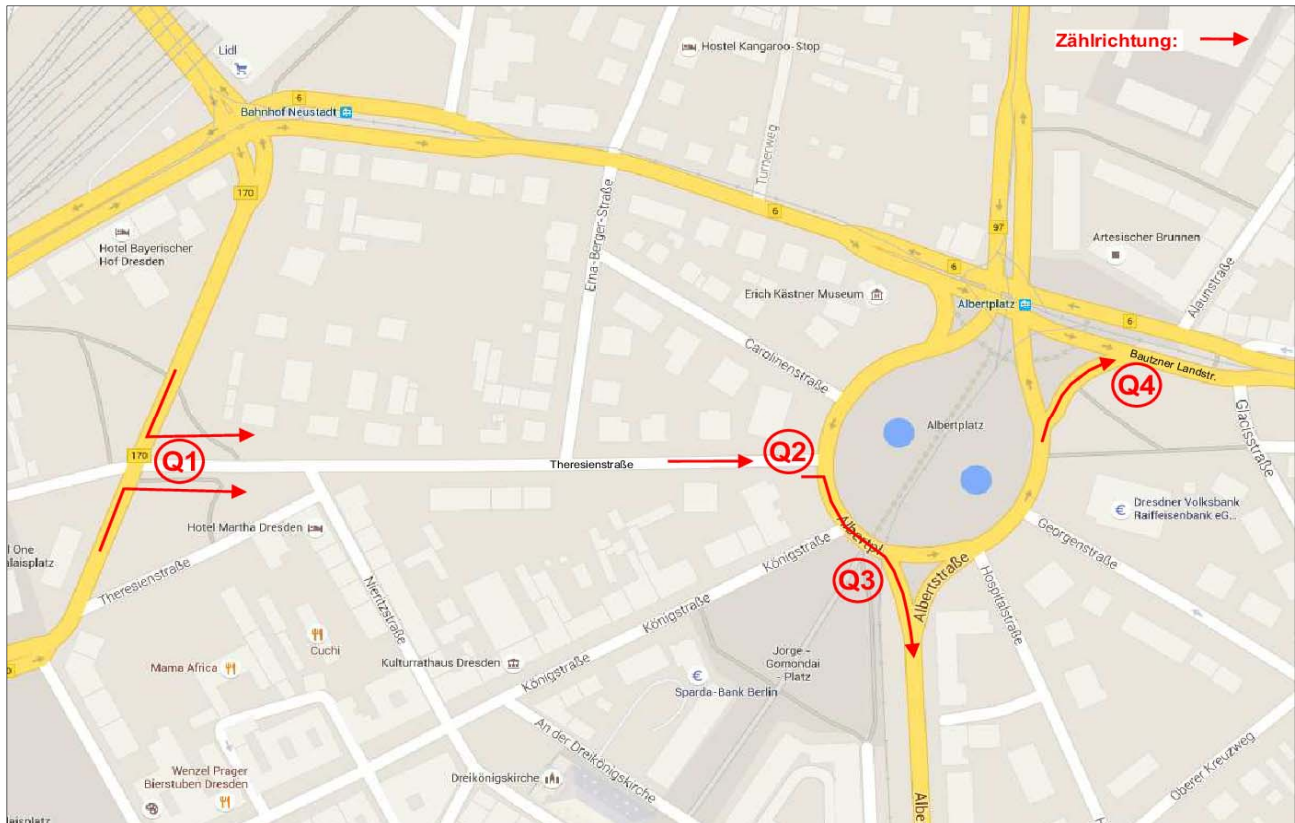 Zählrichtung:
Lidl
Hostel Kangaroo-Stop
6
Bahnhof Neustadt
Turnerweg
170
Erna-Berger-Straße
6
97
Hotel Bayerischer
Hof Dresden
Artesischer Brunnen
Alaunstraße
6
Erich Kästner Museum
Albertplatz
6
Carolinenstraße
Bautzner Landstr.
Q4
Glacisstraße
Albertplatz
170
Q1
Q2
Theresienstraße
Hotel Martha Dresden
Albertpl
Dresdner Volksbank
Raiffeisenbank eG...
Georgenstraße
Königstraße
Q3
Albertstraße
Hospitalstraße
Theresienstraße
Nieritzstraße
Königstraße
Cuchi
Mama Africa
Kulturrathaus Dresden
Königstraße
Jorge -
Gomondai
- Platz
Sparda-Bank Berlin
An der Dreikönigskirche
Wenzel Prager
Bierstuben Dresden
Dreikönigskirche
Oberer Kreuzweg
Albe